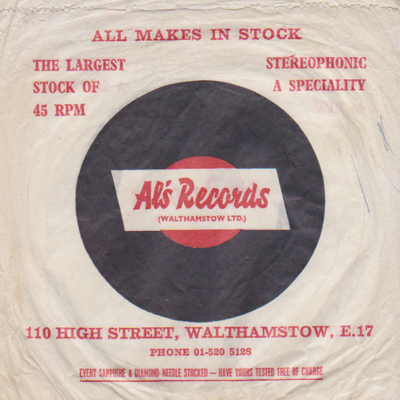 ALL MAKES IN STOCK
THE LARGEST
STOCK OF
45 RPM
STEREOPHONIC
A SPECIALITY
Al's Records
(WALTHAMSTOW LTD.)
110 HIGH STREET, WALTHAMSTOW, E.17
PHONE 01-520 5128
EVERY SAPPHIRE & DIAMOND NEEDLE STOCKED — HAVE YOURS TESTED FREE OF CHARGE